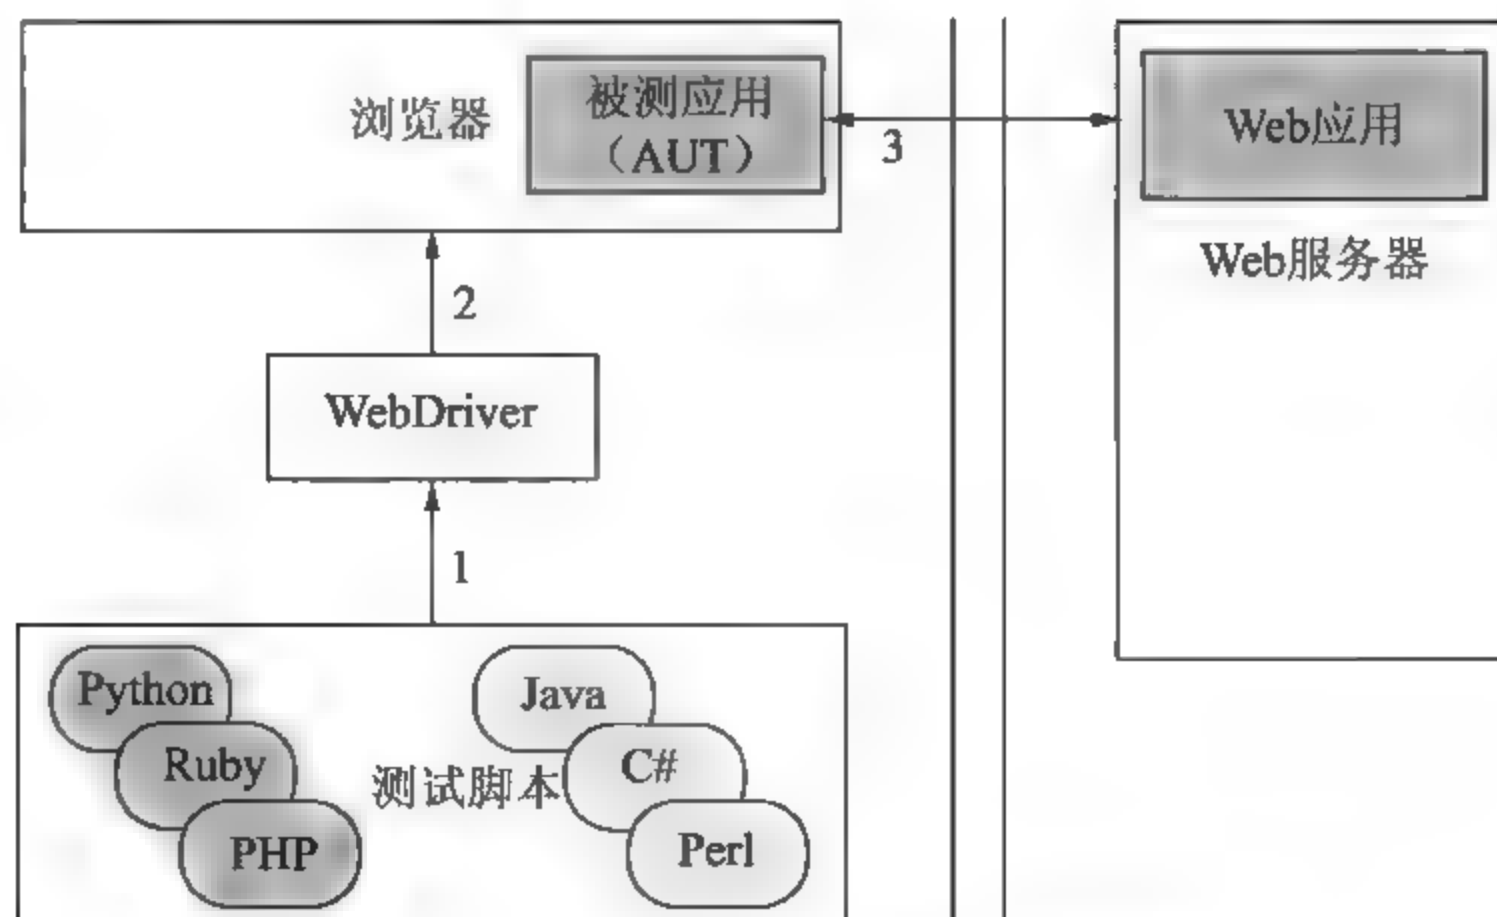 浏览器
被测应用
（AUT）
3
Web应用
Web服务器
2
WebDriver
1
Python
Ruby
PHP
测试脚本
Java
C#
Perl